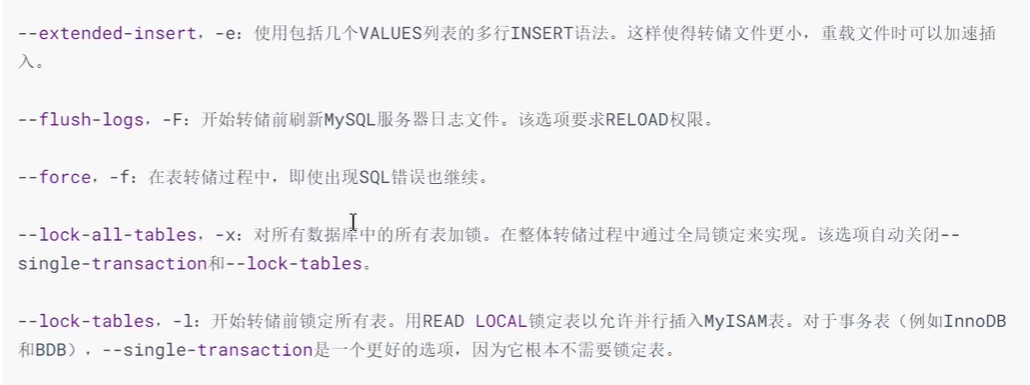 --extended-insert，-e：使用包括几个VALUES列表的多行INSERT语法。这样使得转储文件更小，重载文件时可以加速插
入。
--flush-logs，-F：开始转储前刷新MySQL服务器日志文件。该选项要求RELOAD权限。
--force，-f：在表转储过程中，即使出现SQL错误也继续。
--lock-all-tables，-x：对所有数据库中的所有表加锁。在整体转储过程中通过全局锁定来实现。该选项自动关闭--
single-transaction和--lock-tables。
--lock-tables，-l：开始转储前锁定所有表。用READ LOCAL锁定表以允许并行插入MyISAM表。对于事务表（例如InnoDB
和BDB），--single-transaction是一个更好的选项，因为它根本不需要锁定表。